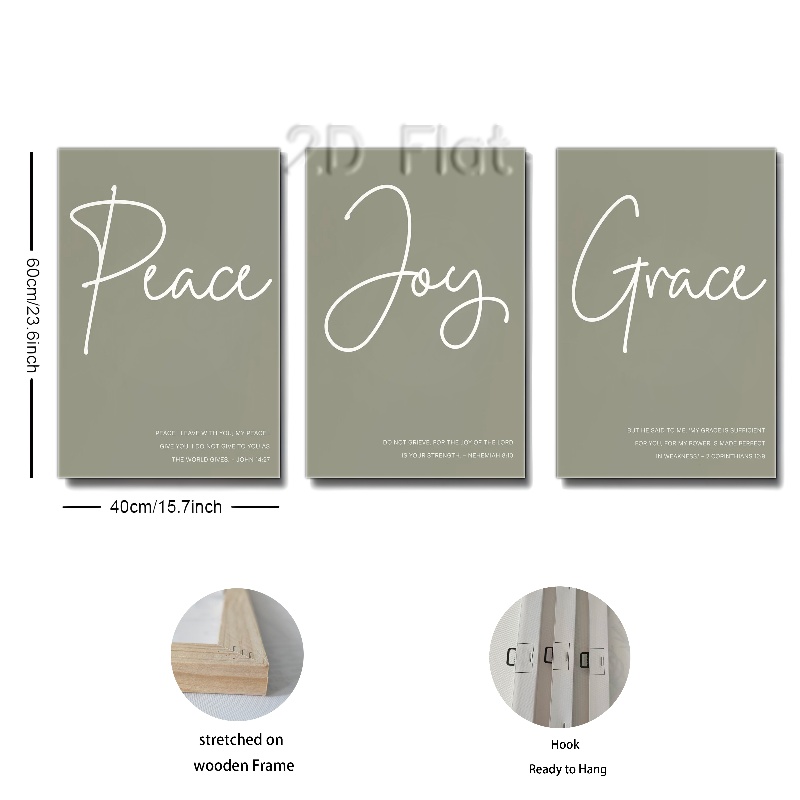 2D Flat
Peace
PEACE I LEAVE WITH YOU, MY PEACE
GIVE YOU. I DO NOT GIVE TO YOU AS
THE WORLD GIVES. - JOHN 14:27
Joy
DO NOT GRIEVE, FOR THE JOY OF THE LORD
IS YOUR STRENGTH. – NEHEMIAH 8:10
Grace
BUT HE SAID TO ME, "MY GRACE IS SUFFICIENT
FOR YOU, FOR MY POWER IS MADE PERFECT
IN WEAKNESS." – 2 CORINTHIANS 12:9
60cm/23.6inch
40cm/15.7inch
stretched on
wooden Frame
Hook
Ready to Hang